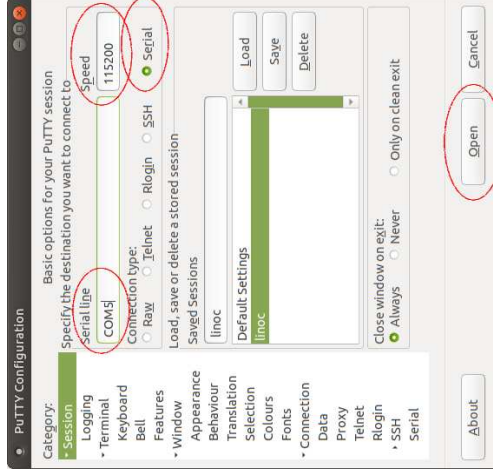 PuTTY Configuration
Category:
Session
Logging
Terminal
Keyboard
Bell
Features
Window
Appearance
Behaviour
Translation
Selection
Colours
Fonts
Connection
Data
Proxy
Telnet
Rlogin
SSH
Serial
Basic options for your PuTTY session
Specify the destination you want to connect to
Serial line Speed
COM5 115200
Connection type:
Raw Telnet Rlogin SSH Serial
Load, save or delete a stored session
Saved Sessions
linoc
Default Settings
linoc
Load
Save
Delete
Close window on exit:
Always Never Only on clean exit
About Open Cancel